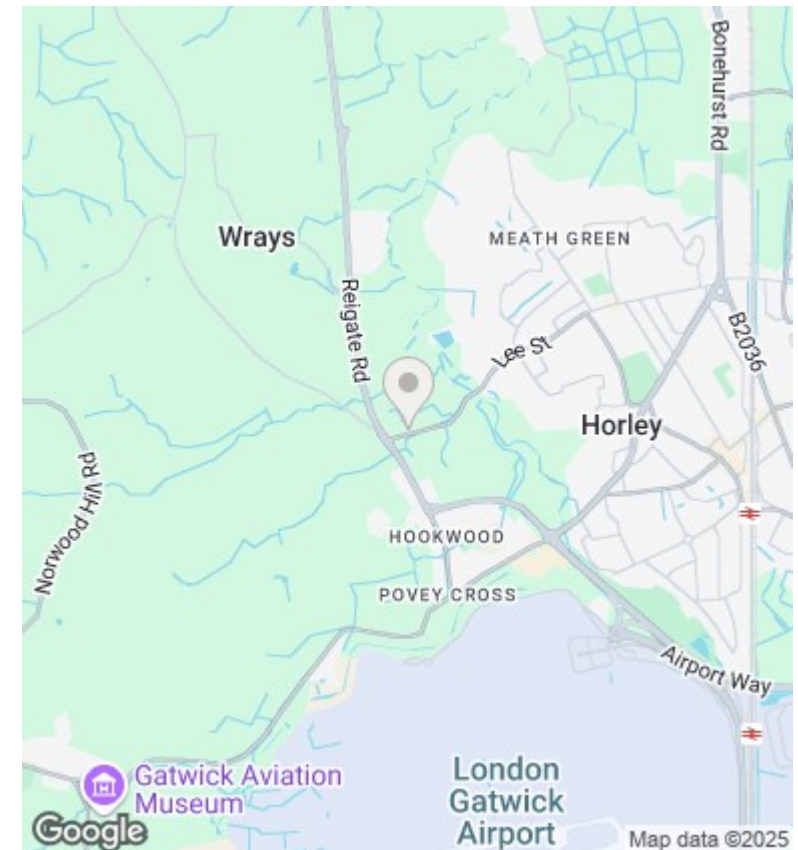 Bonehurst Rd
Wrays
MEATH GREEN
Reigate Rd
B2036
Lee St
Horley
Norwood Hill Rd
HOOKWOOD
POVEY CROSS
Airport Way
Gatwick Aviation
Museum
London
Gatwick
Airport
Google
Map data ©2025